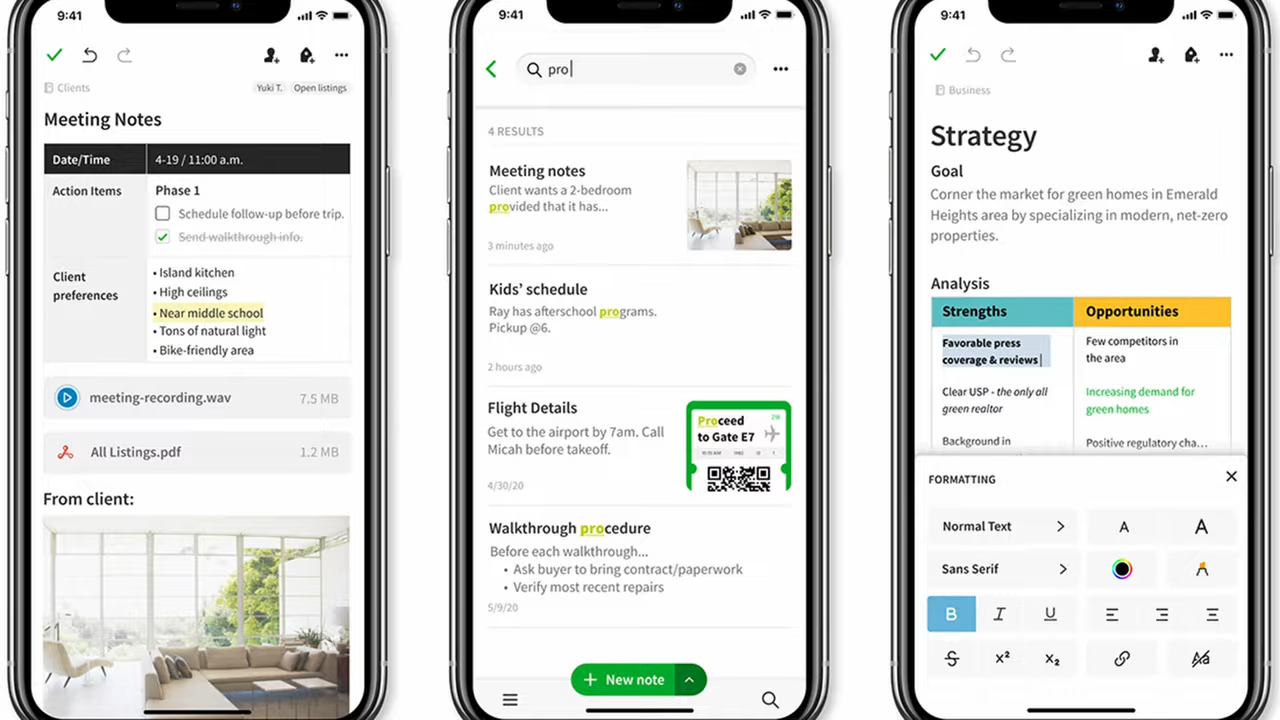 9:41
Clients
Yuki T.
Open listings
Meeting Notes
Date/Time
4-19 / 11:00 a.m.
Action Items
Phase 1
Schedule follow-up before trip.
Send walkthrough info.
Client
preferences
• Island kitchen
• High ceilings
• Near middle school
• Tons of natural light
• Bike-friendly area
meeting-recording.wav
7.5 MB
All Listings.pdf
1.2 MB
From client:
9:41
pro
4 RESULTS
Meeting notes
Client wants a 2-bedroom
provided that it has...
3 minutes ago
Kids’ schedule
Ray has afterschool programs.
Pickup @6.
2 hours ago
Flight Details
Get to the airport by 7am. Call
Micah before takeoff.
4/30/20
Proceed
to Gate E7
Walkthrough procedure
Before each walkthrough...
• Ask buyer to bring contract/paperwork
• Verify most recent repairs
5/9/20
+ New note
9:41
Business
Strategy
Goal
Corner the market for green homes in Emerald
Heights area by specializing in modern, net-zero
properties.
Analysis
Strengths
Opportunities
Favorable press
coverage & reviews
Few competitors in
the area
Clear USP - the only all
green realtor
Increasing demand for
green homes
Background in
Positive regulatory cha...
FORMATTING
Normal Text
A
A
Sans Serif
A
B
I
U
S
x²
x₂
Aa